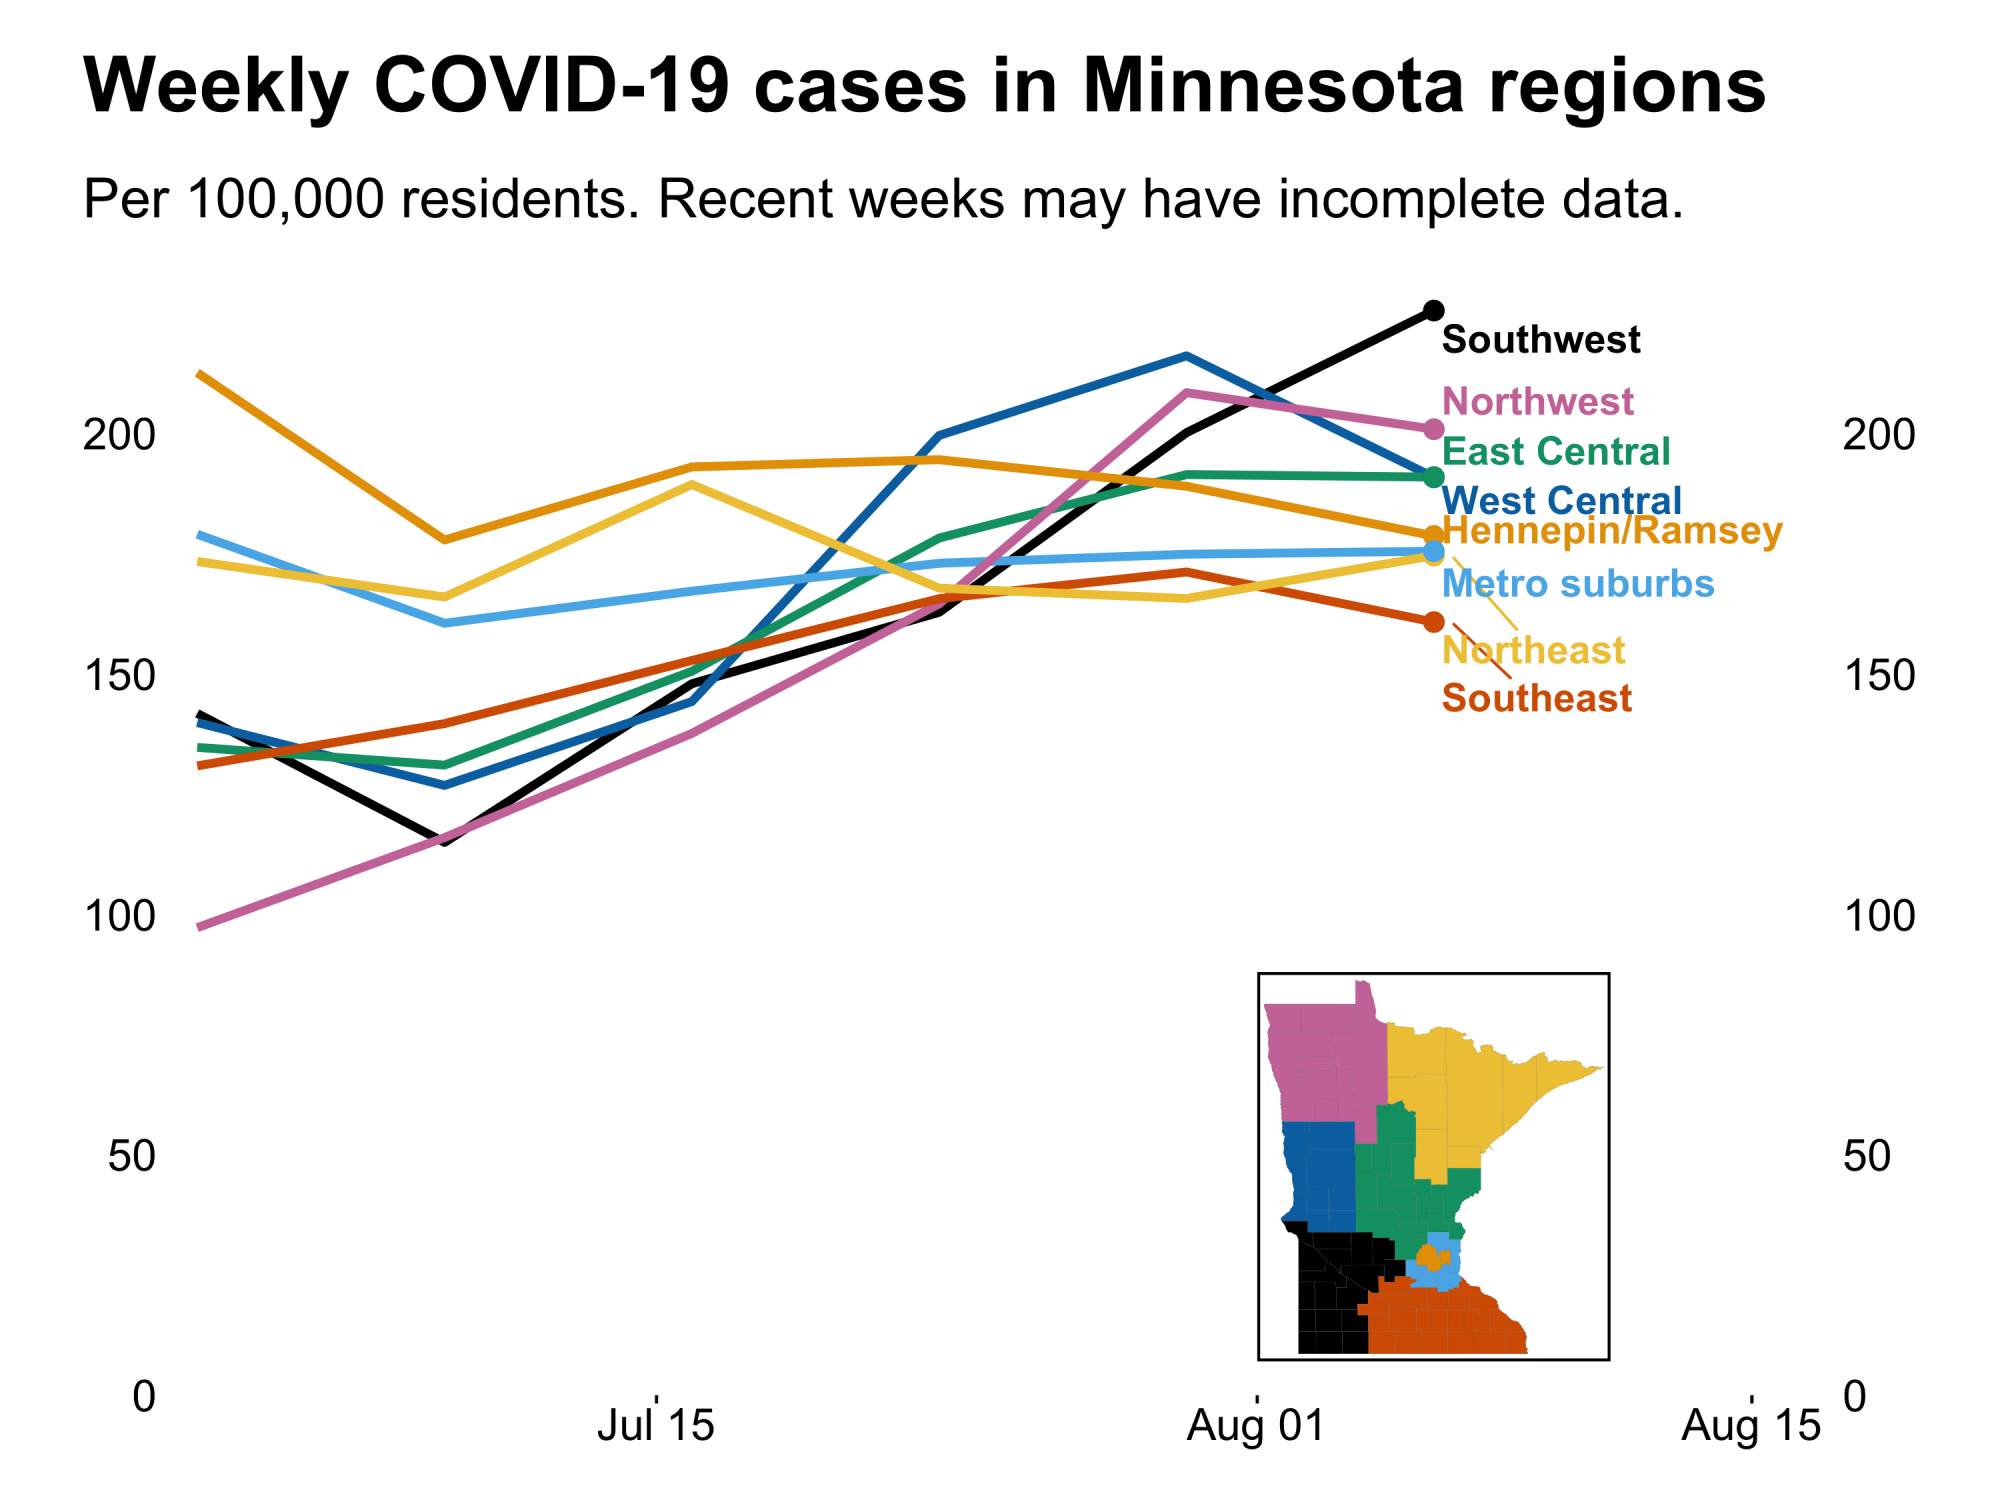 Weekly COVID-19 cases in Minnesota regions
Per 100,000 residents. Recent weeks may have incomplete data.
Southwest
Northwest
200
200
East Central
West Central
Hennepin/Ramsey
Metro suburbs
Northeast
150
150
Southeast
100
100
50
50
0
0
Jul 15
Aug 01
Aug 15